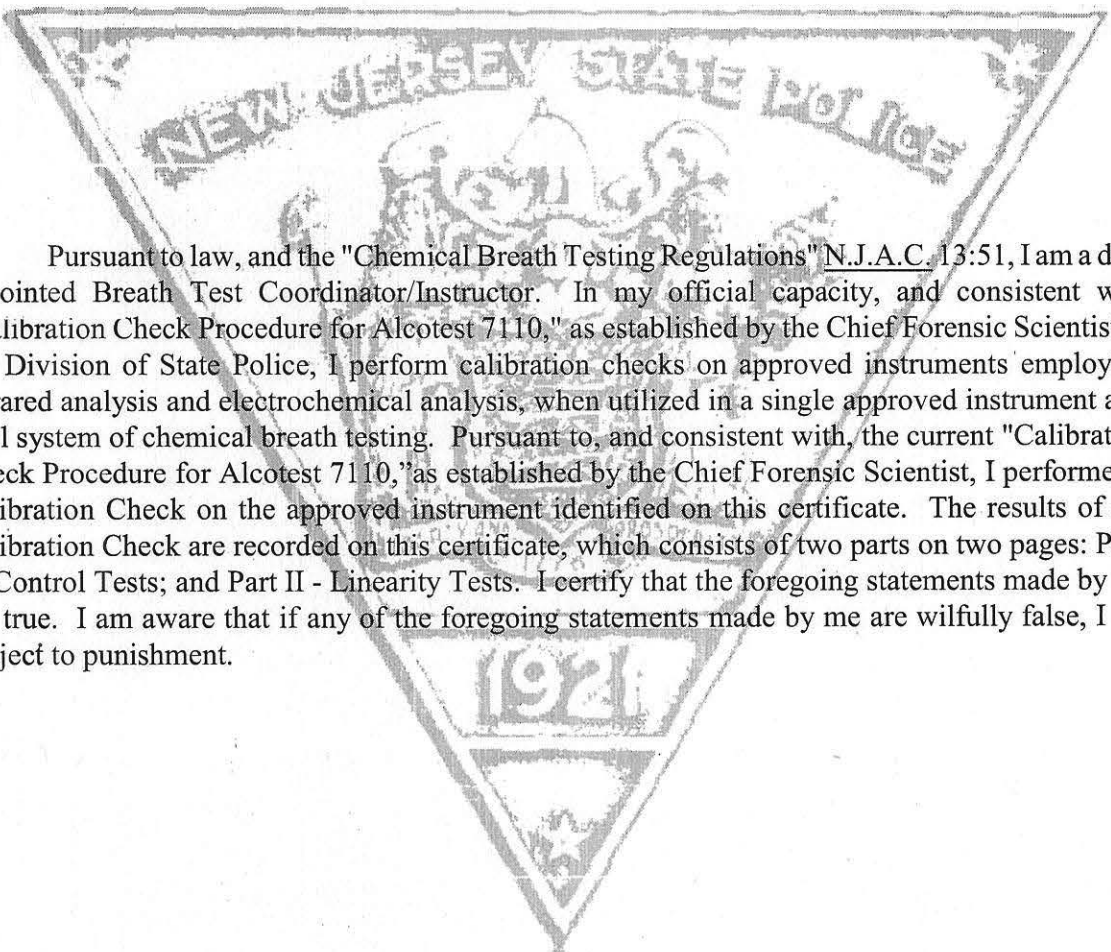 NEW JERSEY STATE POLICE
Pursuant to law, and the "Chemical Breath Testing Regulations" N.J.A.C. 13:51, I am a d
ointed Breath Test Coordinator/Instructor. In my official capacity, and consistent w
alibration Check Procedure for Alcotest 7110," as established by the Chief Forensic Scientis
Division of State Police, I perform calibration checks on approved instruments employ
ared analysis and electrochemical analysis, when utilized in a single approved instrument a
l system of chemical breath testing. Pursuant to, and consistent with, the current "Calibrat
eck Procedure for Alcotest 7110,"as established by the Chief Forensic Scientist, I performe
ibration Check on the approved instrument identified on this certificate. The results of
ibration Check are recorded on this certificate, which consists of two parts on two pages: P
Control Tests; and Part II - Linearity Tests. I certify that the foregoing statements made by
true. I am aware that if any of the foregoing statements made by me are wilfully false, I
ject to punishment.
1921